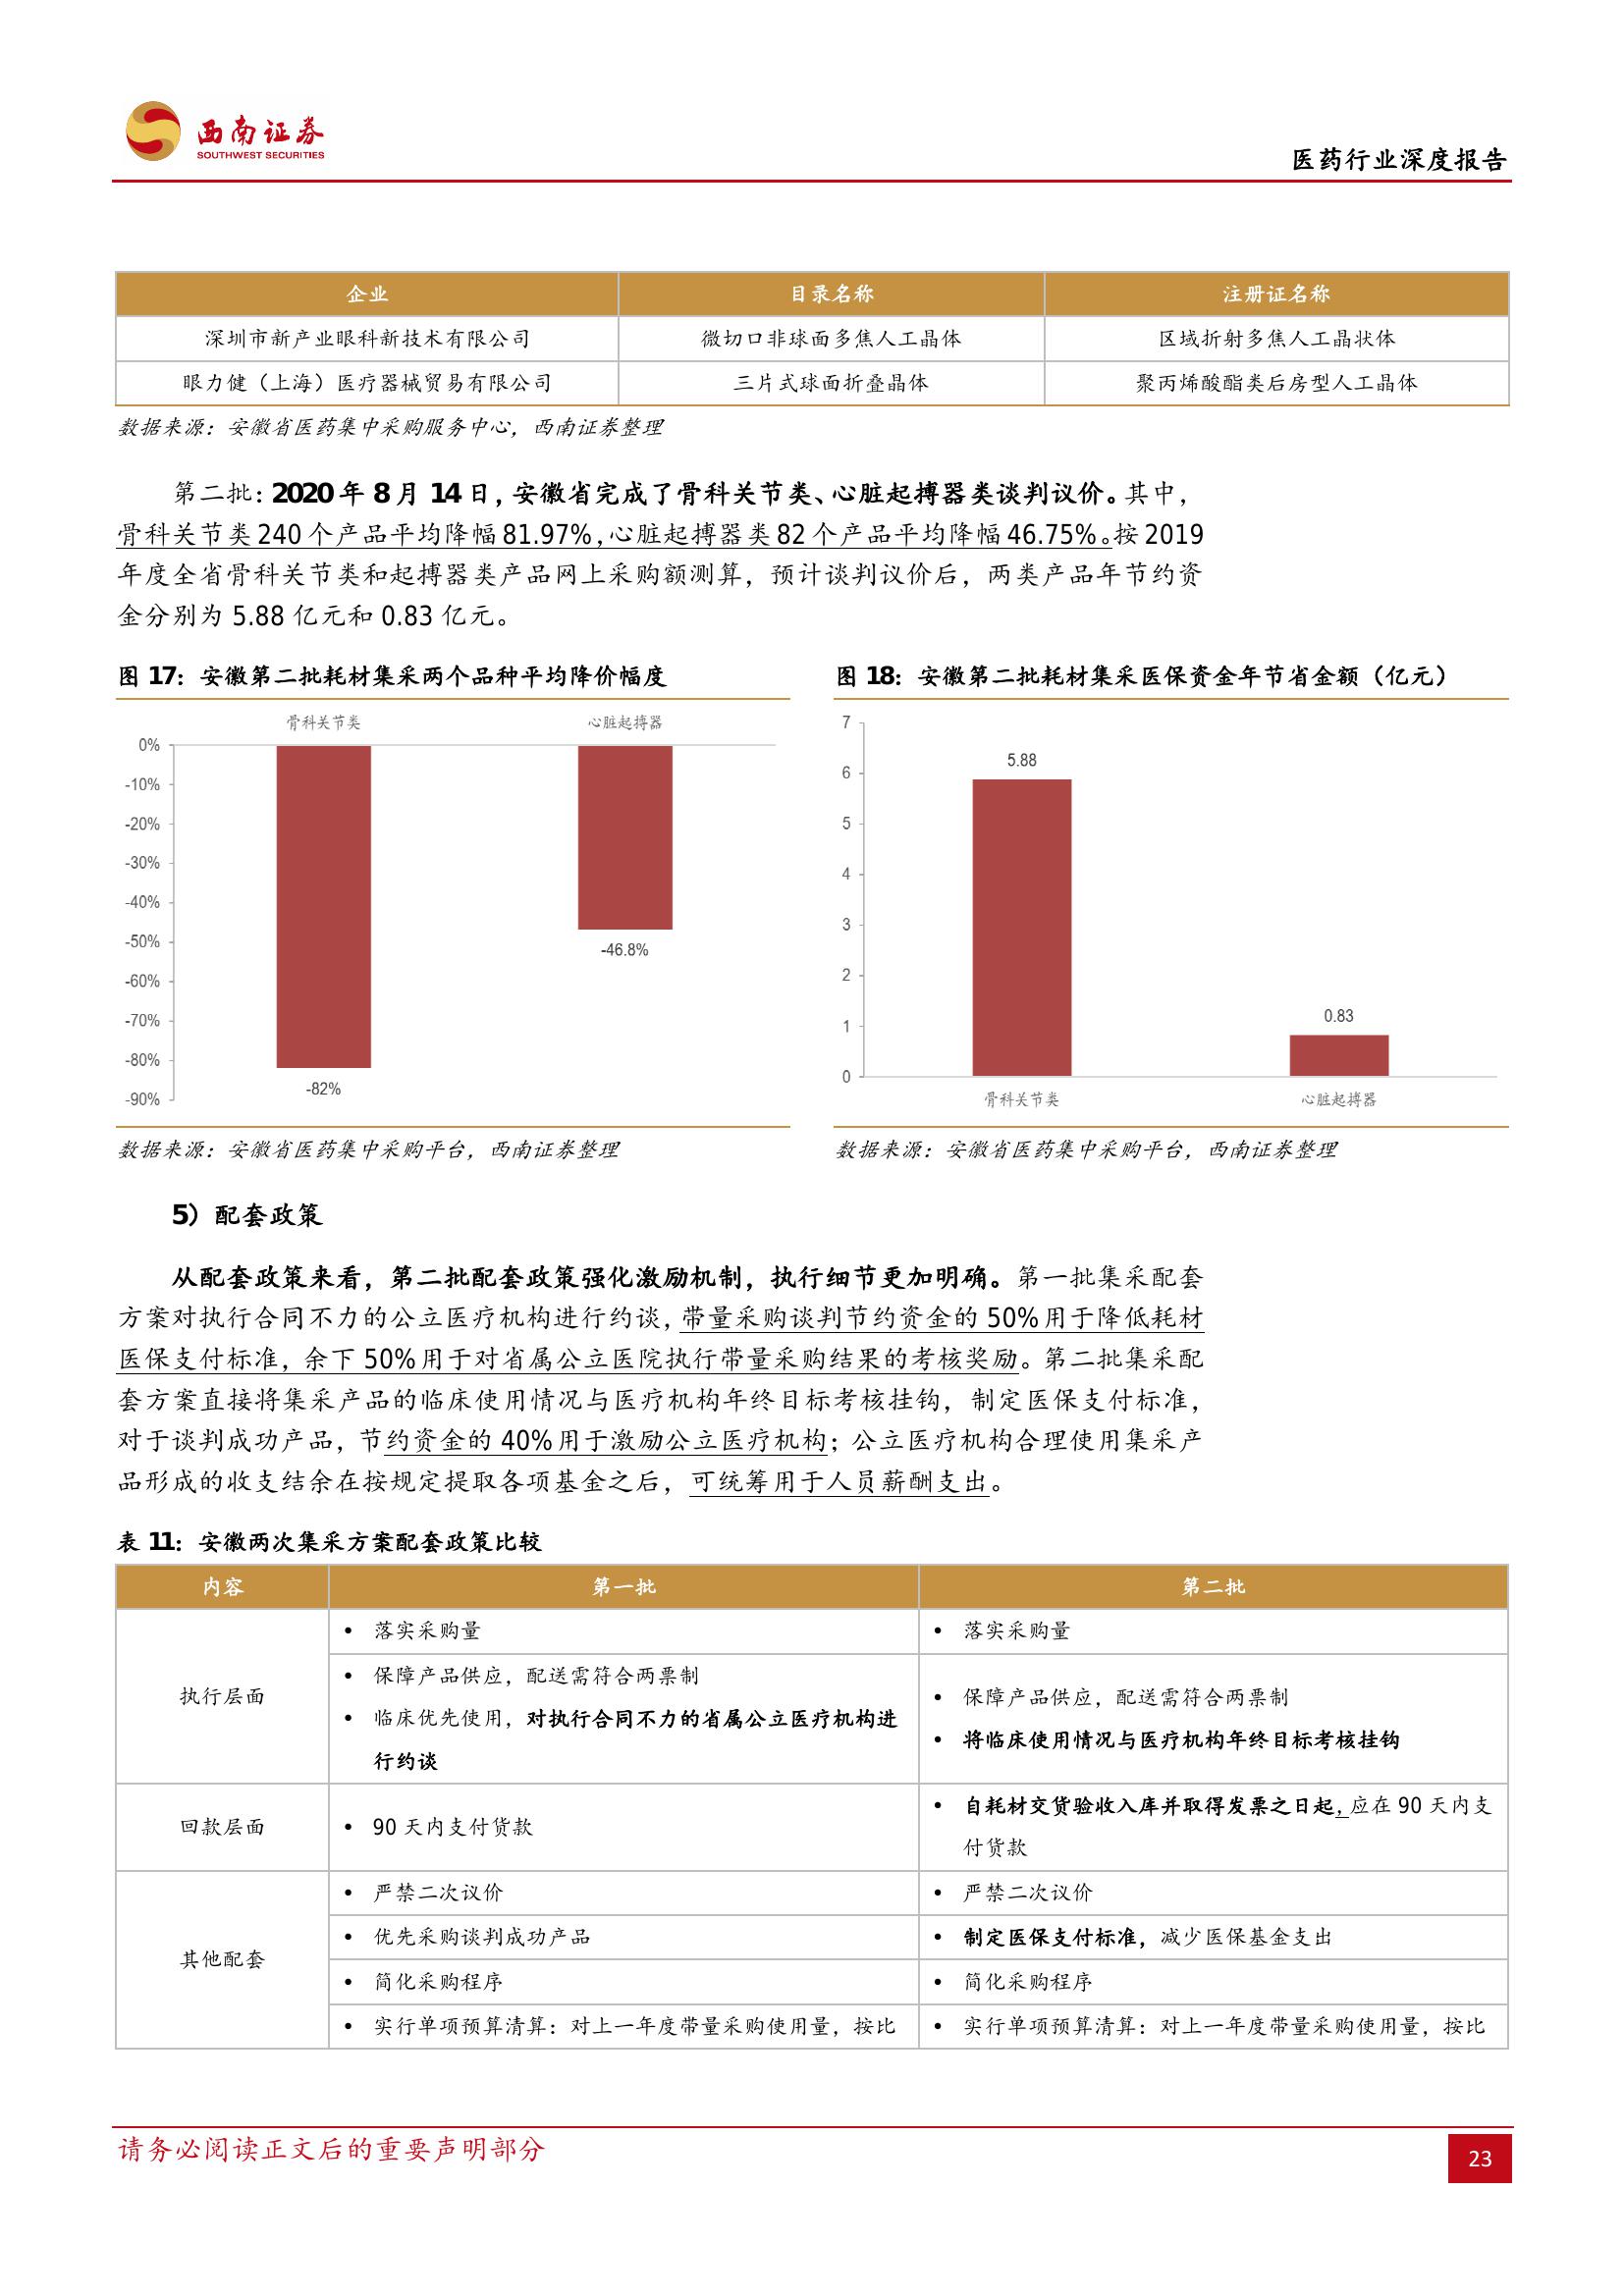 西南证券
SOUTHWEST SECURITIES
医药行业深度报告
企业 目录名称 注册证名称
深圳市新产业眼科新技术有限公司 微切口非球面多焦人工晶体 区域折射多焦人工晶状体
眼力健（上海）医疗器械贸易有限公司 三片式球面折叠晶体 聚丙烯酸酯类后房型人工晶体
数据来源：安徽省医药集中采购服务中心，西南证券整理
第二批：2020 年 8 月 14 日，安徽省完成了骨科关节类、心脏起搏器类谈判议价。其中，
骨科关节类 240 个产品平均降幅 81.97%，心脏起搏器类 82 个产品平均降幅 46.75%。按 2019
年度全省骨科关节类和起搏器类产品网上采购额测算，预计谈判议价后，两类产品年节约资
金分别为 5.88 亿元和 0.83 亿元。
图 17：安徽第二批耗材集采两个品种平均降价幅度
骨科关节类 心脏起搏器
0%
-10%
-20%
-30%
-40%
-50%
-60%
-70%
-80%
-90%
-46.8%
-82%
数据来源：安徽省医药集中采购平台，西南证券整理
图 18：安徽第二批耗材集采医保资金年节省金额（亿元）
7
6
5
4
3
2
1
0
5.88
0.83
骨科关节类 心脏起搏器
数据来源：安徽省医药集中采购平台，西南证券整理
5）配套政策
从配套政策来看，第二批配套政策强化激励机制，执行细节更加明确。第一批集采配套
方案对执行合同不力的公立医疗机构进行约谈，带量采购谈判节约资金的 50%用于降低耗材
医保支付标准，余下 50%用于对省属公立医院执行带量采购结果的考核奖励。第二批集采配
套方案直接将集采产品的临床使用情况与医疗机构年终目标考核挂钩，制定医保支付标准，
对于谈判成功产品，节约资金的 40%用于激励公立医疗机构；公立医疗机构合理使用集采产
品形成的收支结余在按规定提取各项基金之后，可统筹用于人员薪酬支出。
表 11：安徽两次集采方案配套政策比较
内容 第一批 第二批
执行层面
• 落实采购量 • 落实采购量
• 保障产品供应，配送需符合两票制
• 临床优先使用，对执行合同不力的省属公立医疗机构进
行约谈
• 保障产品供应，配送需符合两票制
• 将临床使用情况与医疗机构年终目标考核挂钩
回款层面
• 90 天内支付货款
• 自耗材交货验收入库并取得发票之日起，应在 90 天内支
付货款
其他配套
• 严禁二次议价 • 严禁二次议价
• 优先采购谈判成功产品 • 制定医保支付标准，减少医保基金支出
• 简化采购程序 • 简化采购程序
• 实行单项预算清算：对上一年度带量采购使用量，按比 • 实行单项预算清算：对上一年度带量采购使用量，按比
请务必阅读正文后的重要声明部分
23